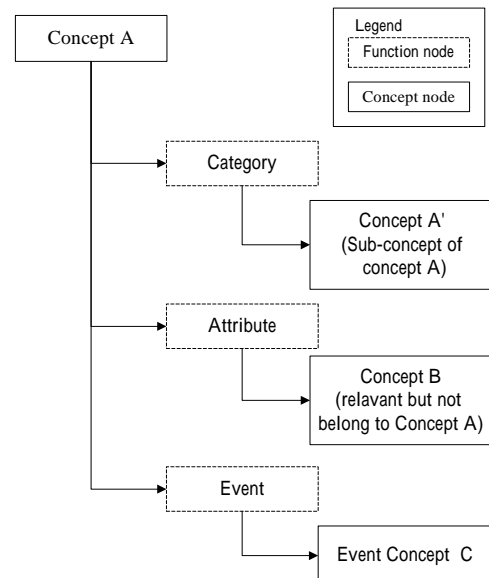 Concept A
Legend
Function node
Concept node
Category
Concept A'
(Sub-concept of
concept A)
Attribute
Concept B
(relavant but not
belong to Concept A)
Event
Event Concept C